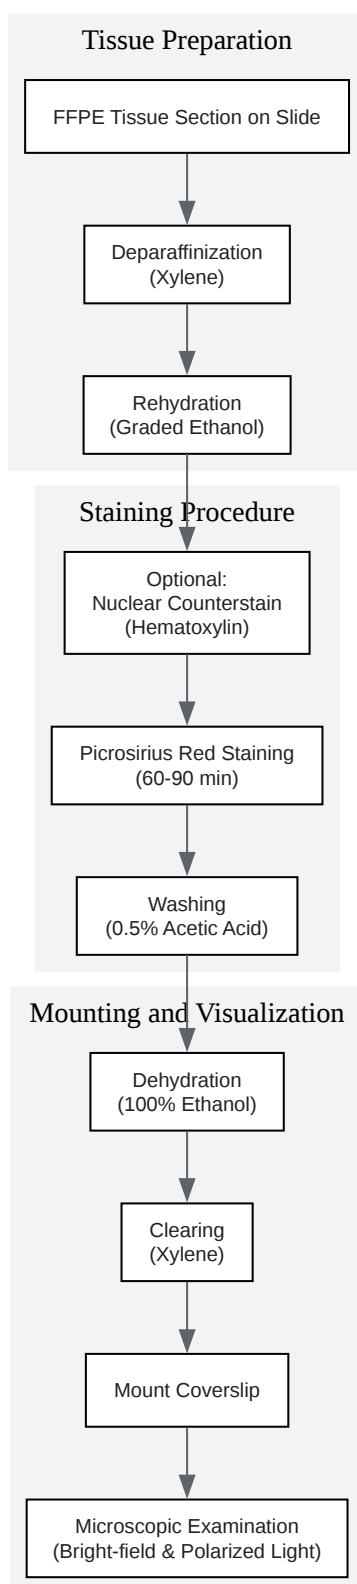 Tissue Preparation
FFPE Tissue Section on Slide
Deparaffinization
(Xylene)
Rehydration
(Graded Ethanol)
Staining Procedure
Optional:
Nuclear Counterstain
(Hematoxylin)
Picrosirius Red Staining
(60-90 min)
Washing
(0.5% Acetic Acid)
Mounting and Visualization
Dehydration
(100% Ethanol)
Clearing
(Xylene)
Mount Coverslip
Microscopic Examination
(Bright-field & Polarized Light)